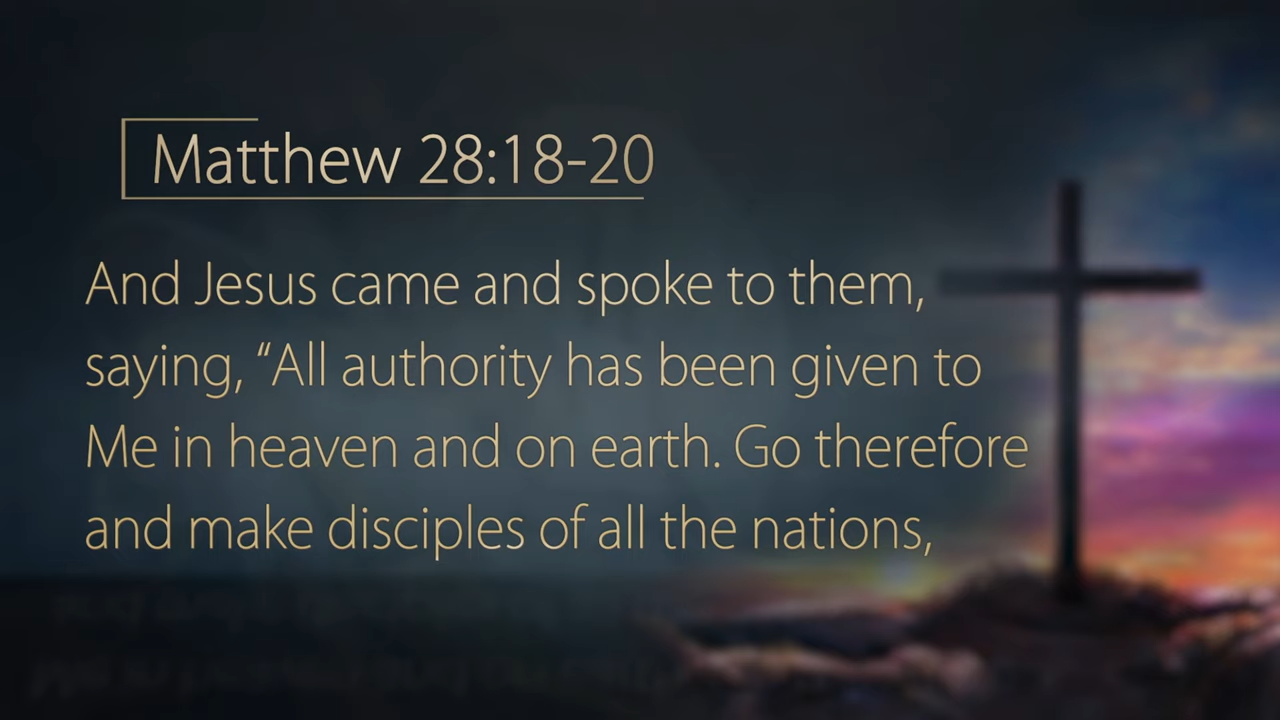 Matthew 28:18-20
And Jesus came and spoke to them,
saying, “All authority has been given to
Me in heaven and on earth. Go therefore
and make disciples of all the nations,